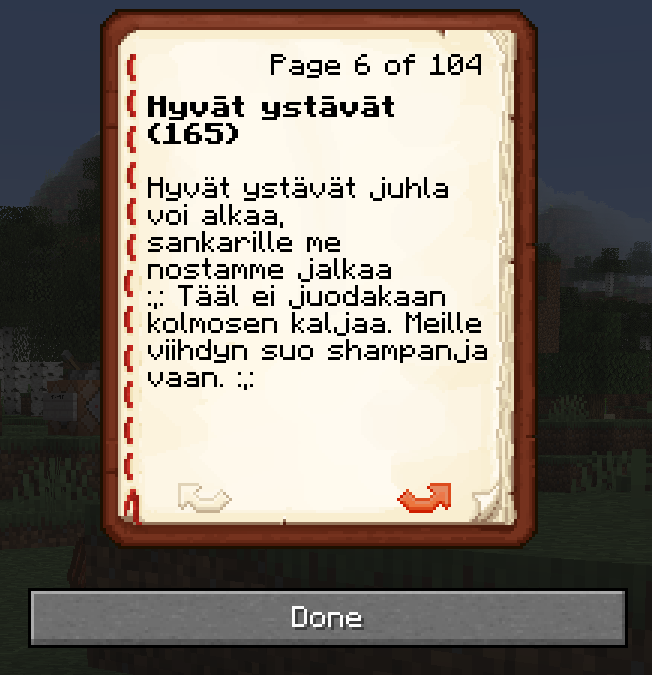 Page 6 of 104
Hyvät ystävät
(165)
Hyvät ystävät juhla
voi alkaa,
sankarille me
nostamme jalkaa
:,: Tääl ei juodakaan
kolmosen kaljaa. Meille
viihdyn suo shampanja
vaan. :,:
Done